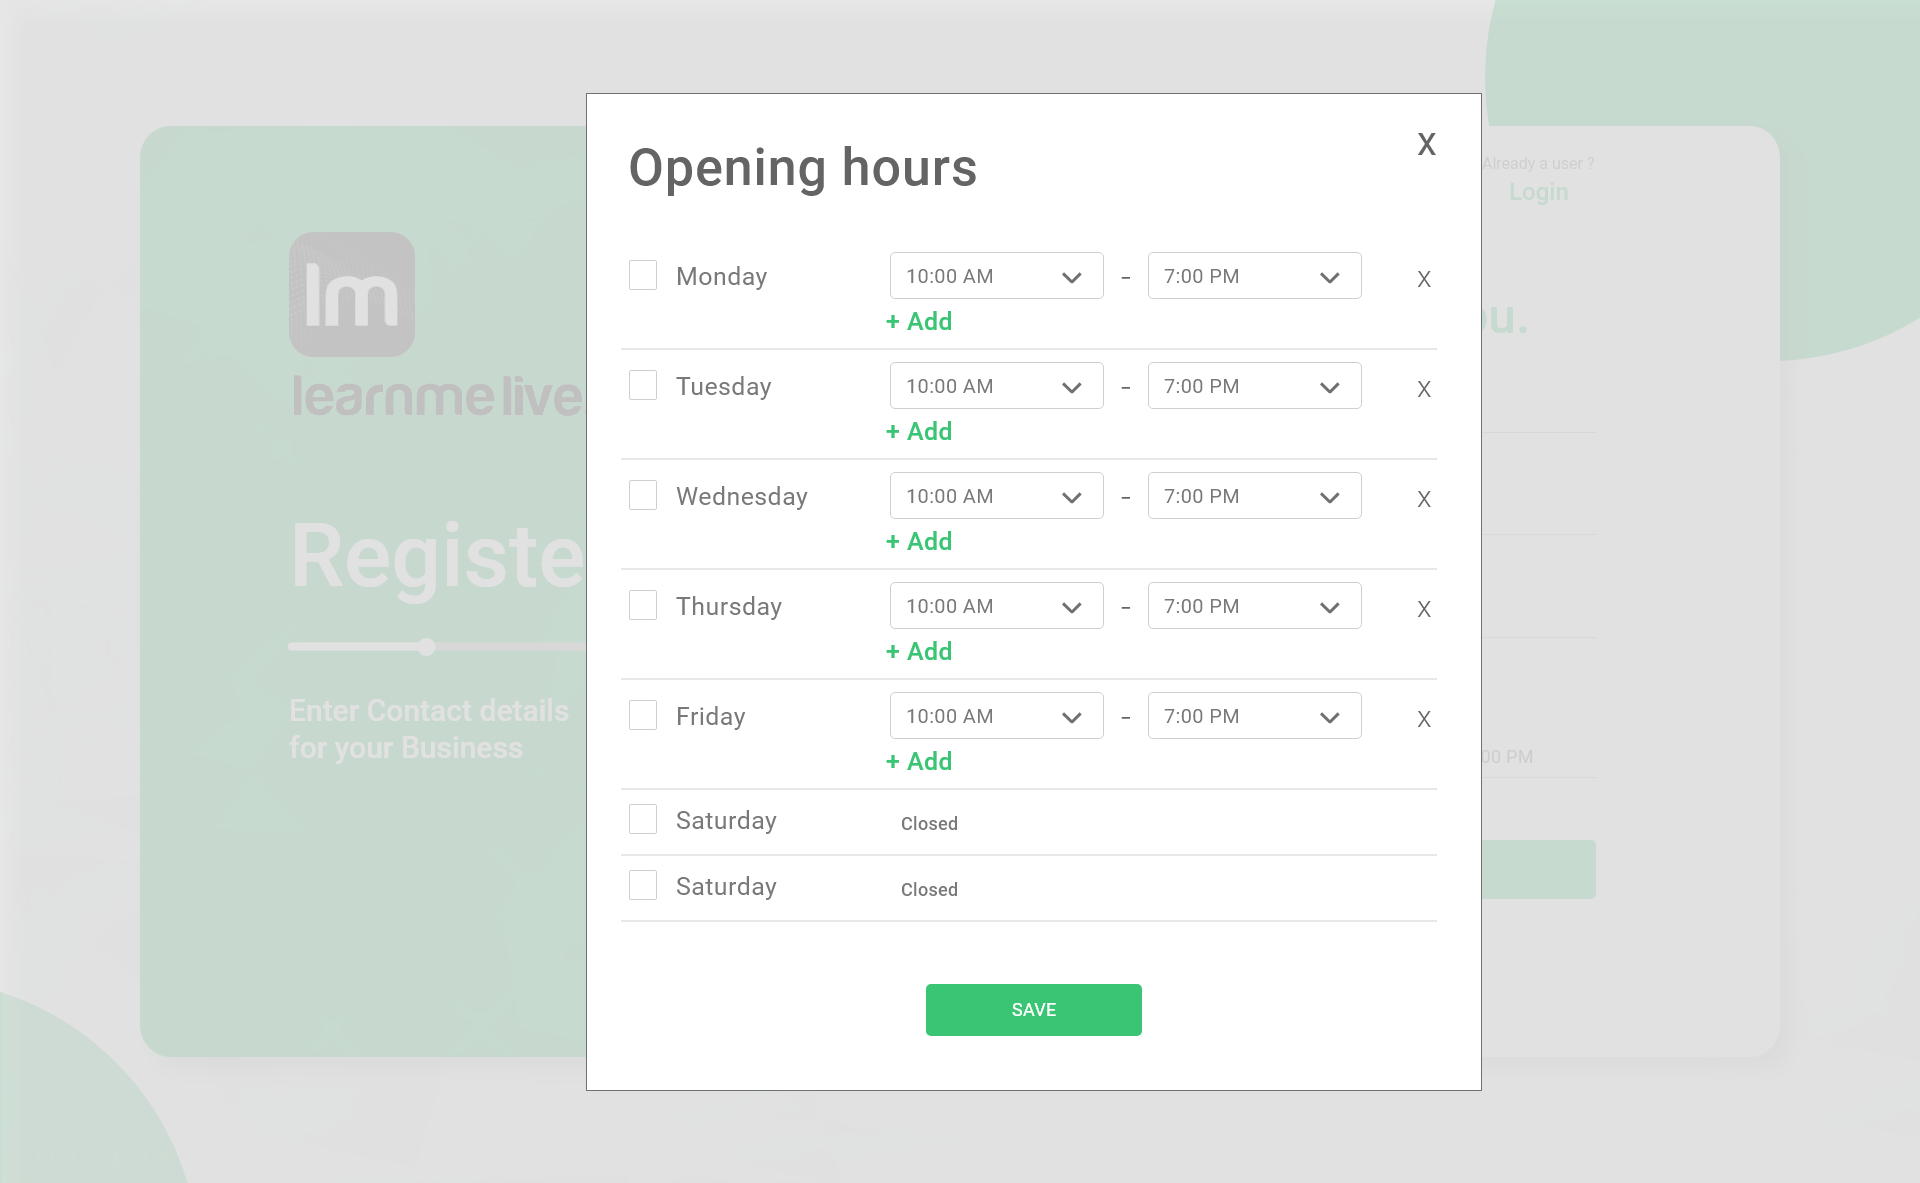 Opening hours
X
Already a user ?
Login
lm
learnme live
Monday 10:00 AM - 7:00 PM X
+ Add
Tuesday 10:00 AM - 7:00 PM X
+ Add
Wednesday 10:00 AM - 7:00 PM X
+ Add
Registe
Thursday 10:00 AM - 7:00 PM X
+ Add
Enter Contact details
for your Business
Friday 10:00 AM - 7:00 PM X
+ Add
00 PM
Saturday Closed
Saturday Closed
SAVE